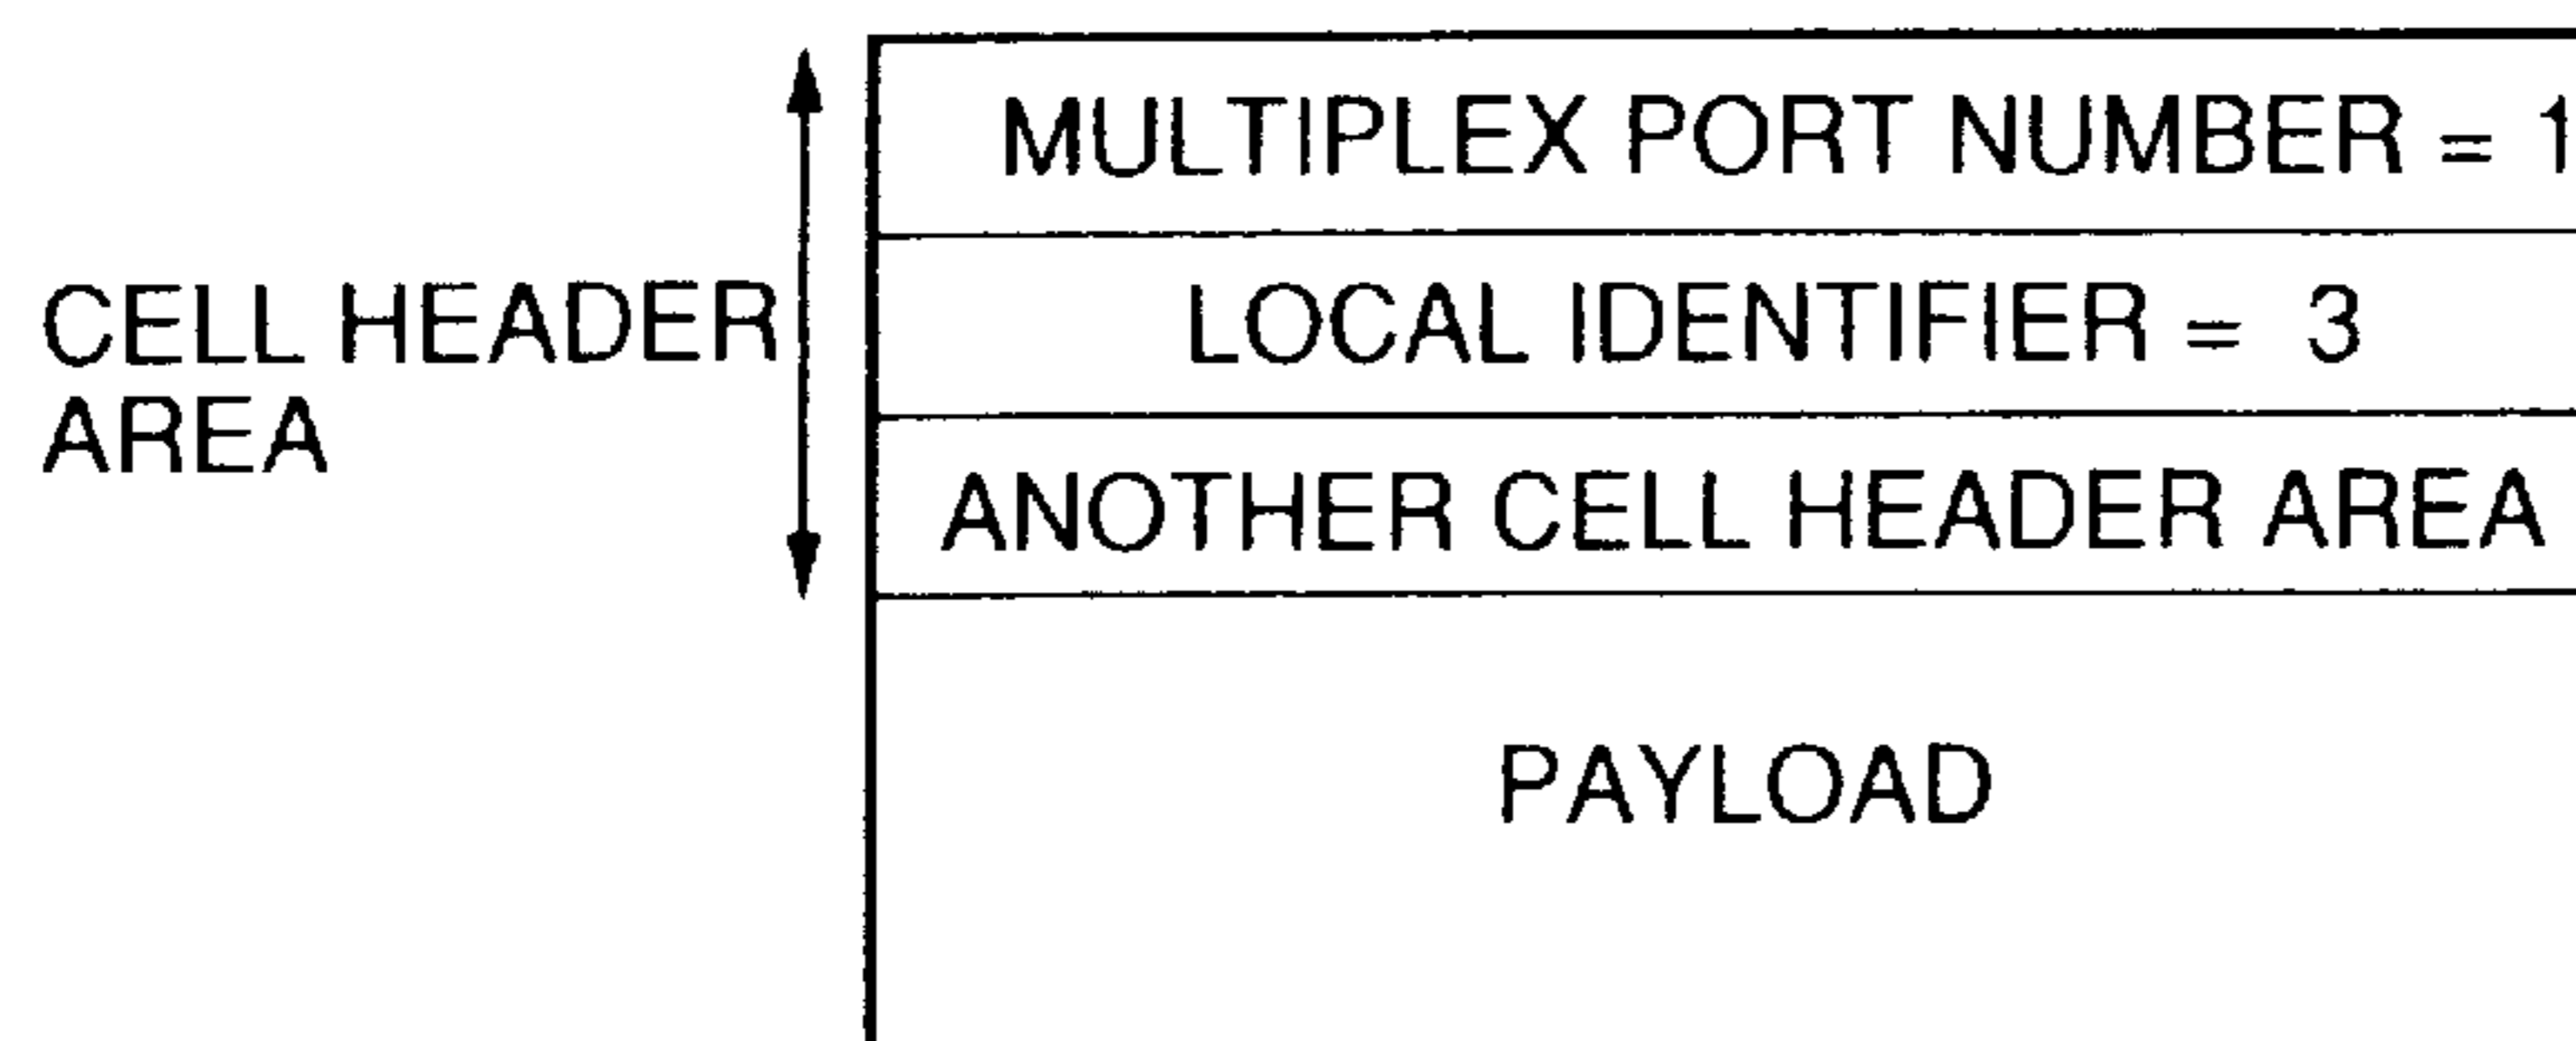 MULTIPLEX PORT NUMBER = 1
LOCAL IDENTIFIER = 3
CELL HEADER
AREA
ANOTHER CELL HEADER AREA
PAYLOAD